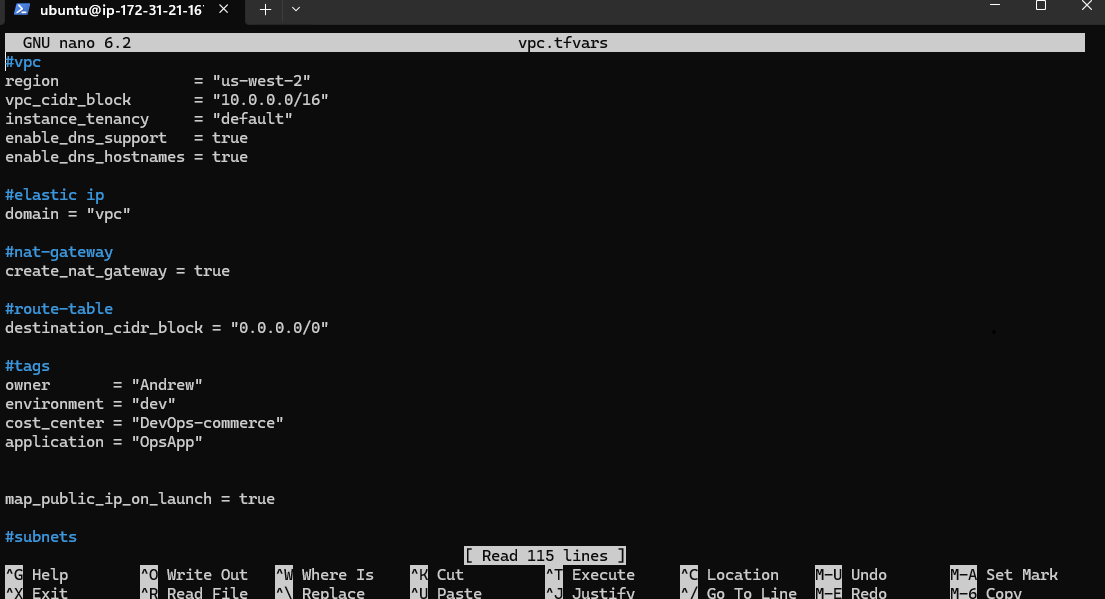 ubuntu@ip-172-31-21-16
GNU nano 6.2 vpc.tfvars
#vpc
region = "us-west-2"
vpc_cidr_block = "10.0.0.0/16"
instance_tenancy = "default"
enable_dns_support = true
enable_dns_hostnames = true
#elastic ip
domain = "vpc"
#nat-gateway
create_nat_gateway = true
#route-table
destination_cidr_block = "0.0.0.0/0"
#tags
owner = "Andrew"
environment = "dev"
cost_center = "DevOps-commerce"
application = "OpsApp"
map_public_ip_on_launch = true
#subnets
[ Read 115 lines ]
^G Help ^O Write Out ^W Where Is ^K Cut ^T Execute ^C Location M-U Undo M-A Set Mark
^X Exit ^R Read File ^\ Replace ^U Paste ^J Justify ^/ Go To Line M-E Redo M-6 Copy